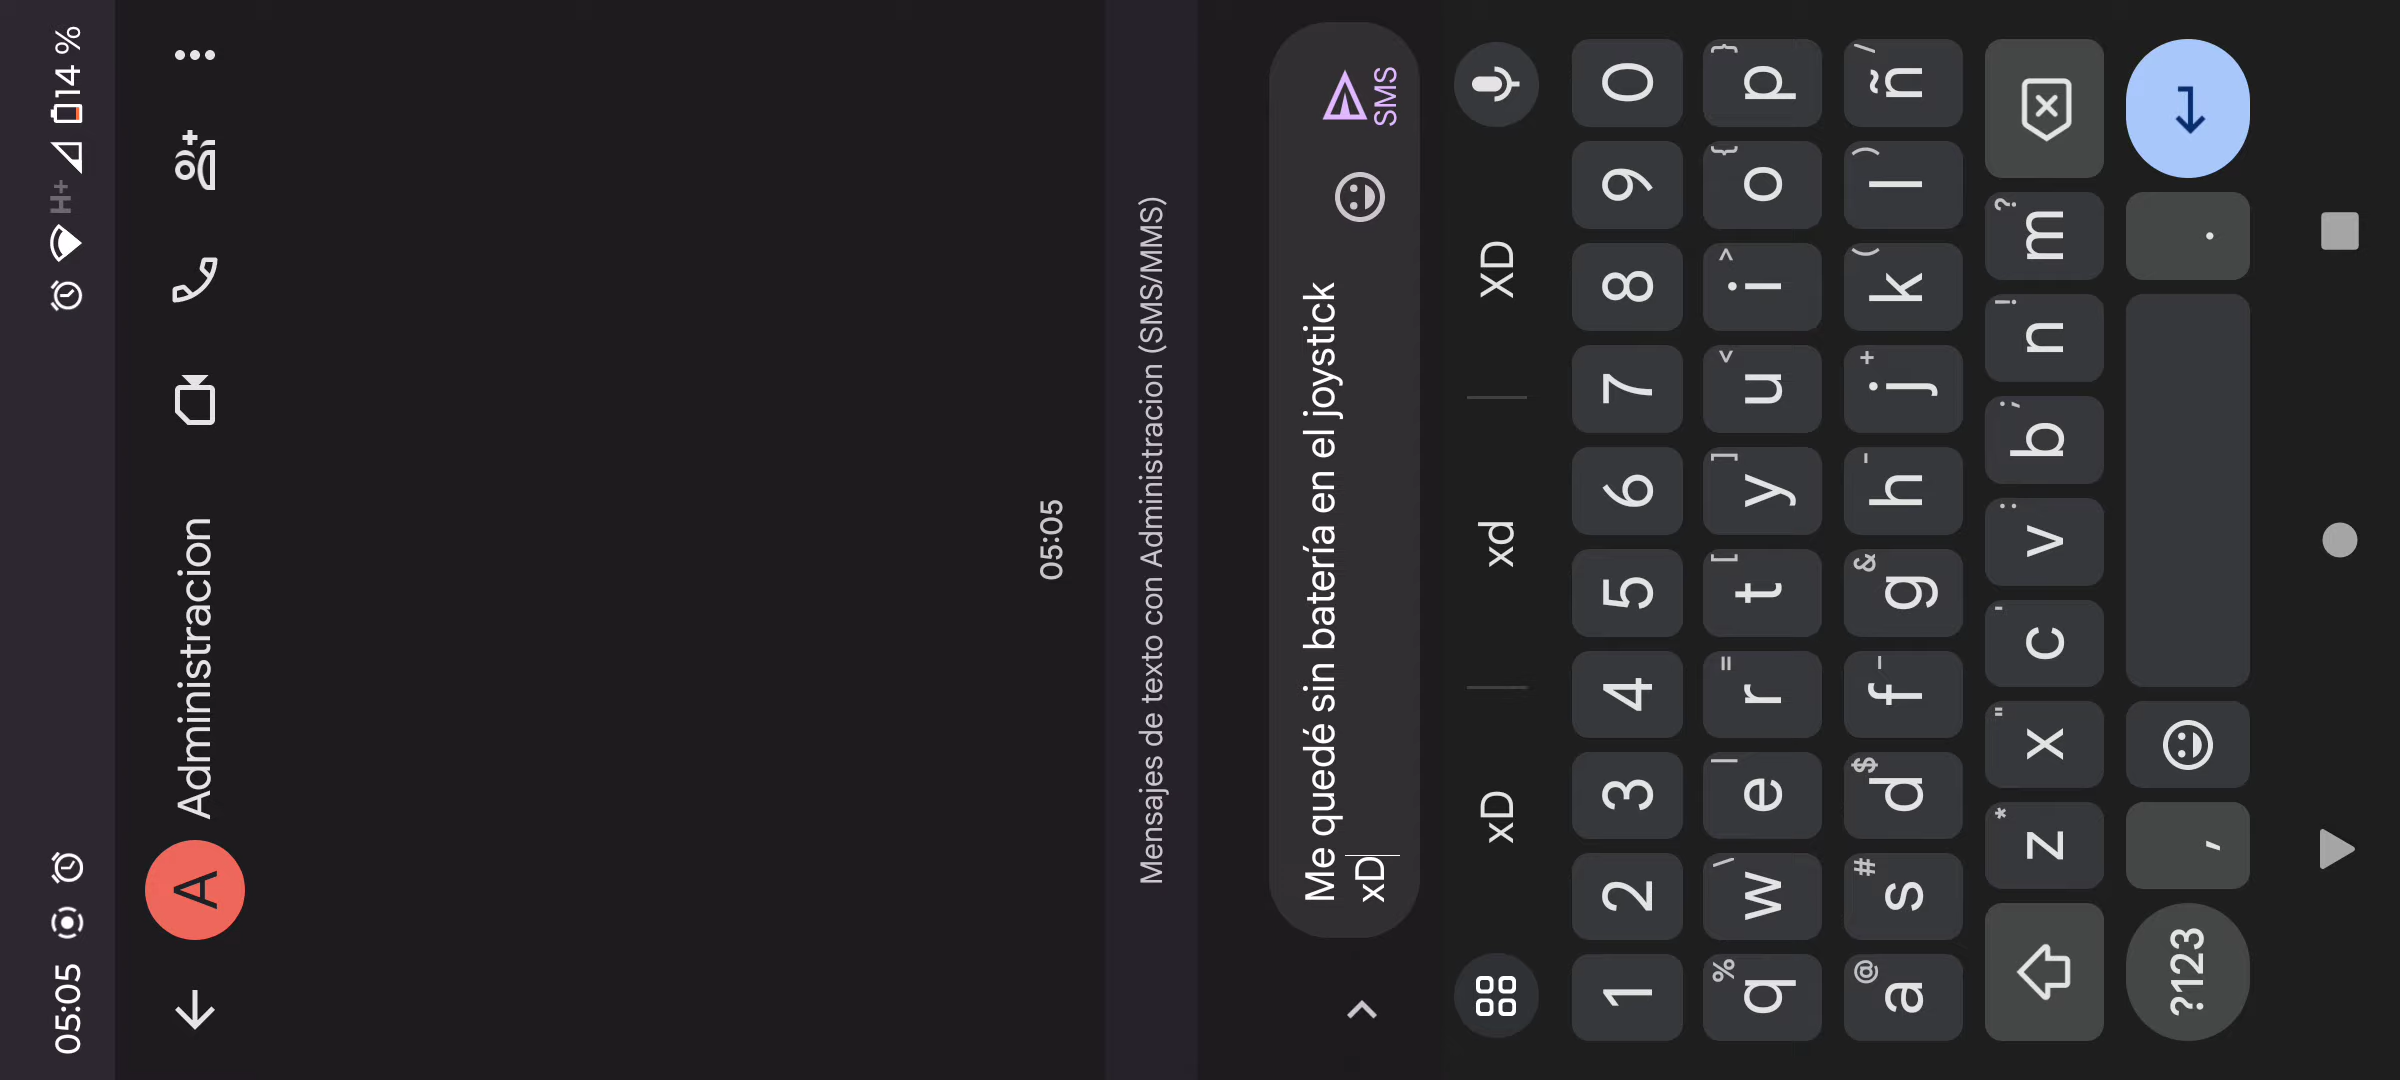 05:05 H+ 14 %
A Administracion
05:05
Mensajes de texto con Administracion (SMS/MMS)
Me quedé sin batería en el joystick
xD
SMS
xD xd XD
1 2 3 4 5 6 7 8 9 0
% \ | = [ ] < > { }
q w e r t y u i o p
@ # $ _ & - + ( ) /
a s d f g h j k l ñ
* " ' : ; ! ?
z x c v b n m
?123 , .